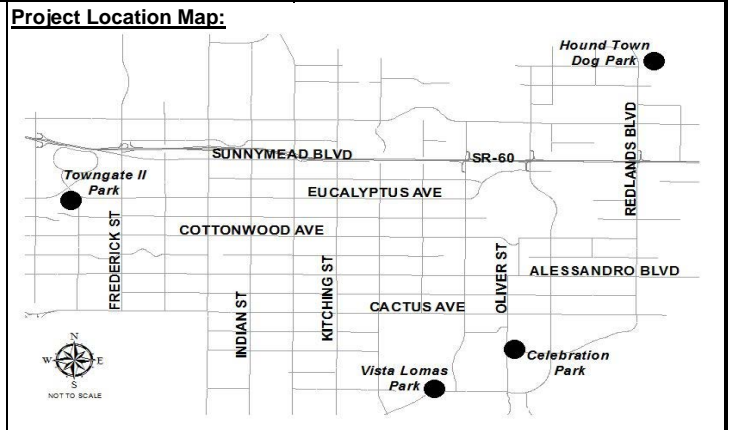 Project Location Map:
Hound Town
Dog Park
SUNNYMEAD BLVD
SR-60
REDLANDS BLVD
Towngate II
Park
EUCALYPTUS AVE
FREDERICK ST
COTTONWOOD AVE
INDIAN ST
KITCHING ST
OLIVER ST
ALESSANDRO BLVD
CACTUS AVE
N
W
E
S
NOT TO SCALE
Vista Lomas
Park
Celebration
Park